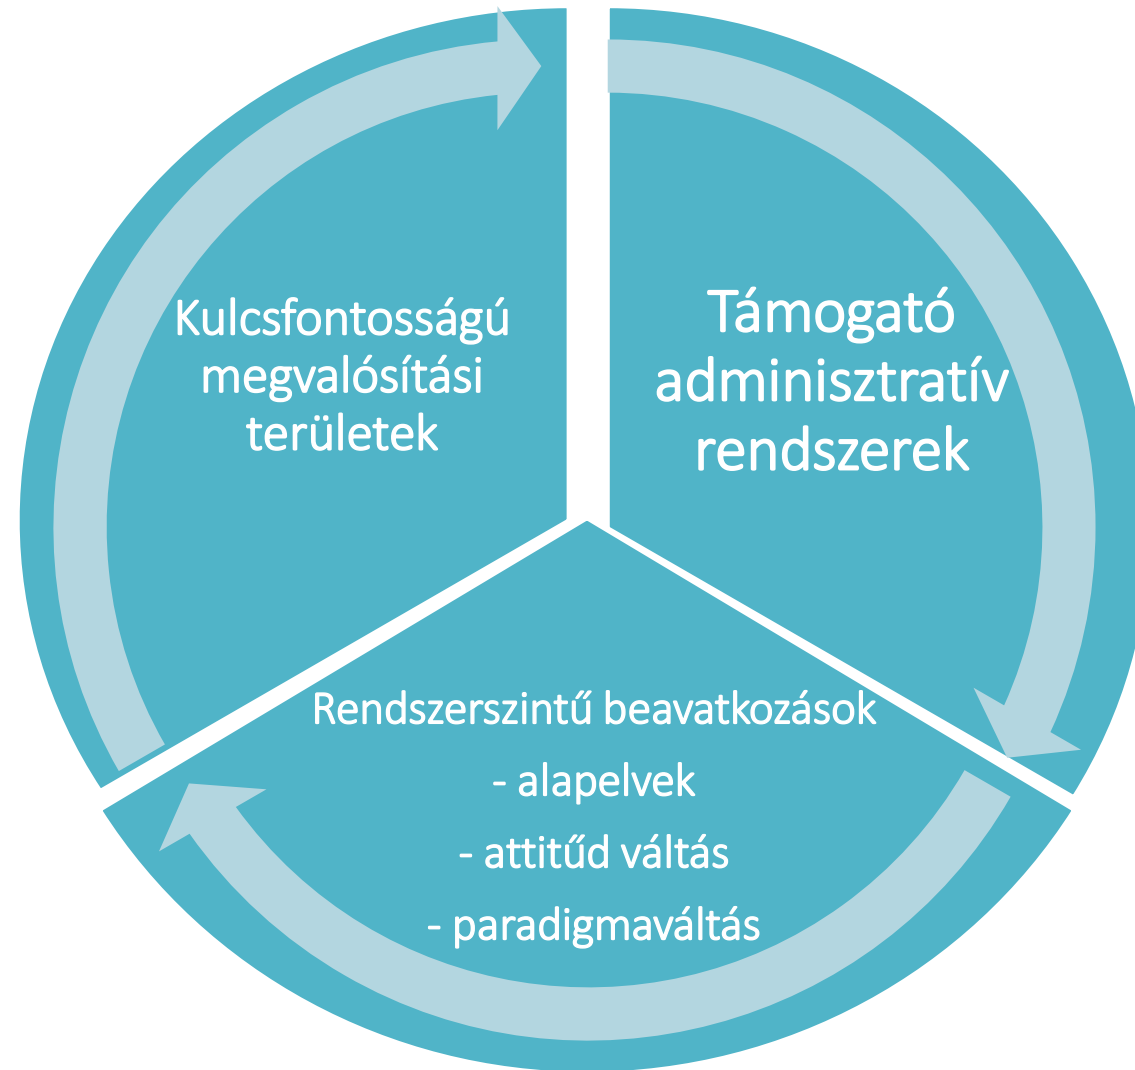 Kulcsfontosságú
megvalósítási
területek
Támogató
adminisztratív
rendszerek
Rendszerszintű beavatkozások
- alapelvek
- attitűd váltás
- paradigmaváltás